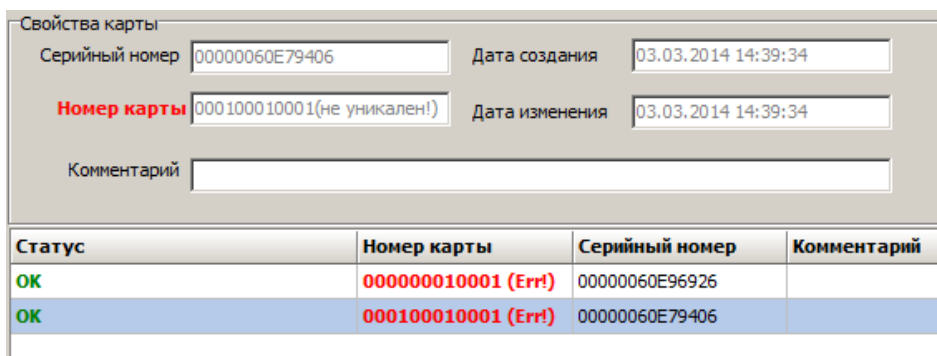 Свойства карты
Серийный номер 00000060E79406 Дата создания 03.03.2014 14:39:34
Номер карты 000100010001(не уникален!) Дата изменения 03.03.2014 14:39:34
Комментарий
Статус Номер карты Серийный номер Комментарий
OK 000000010001 (Err!) 00000060E96926
OK 000100010001 (Err!) 00000060E79406